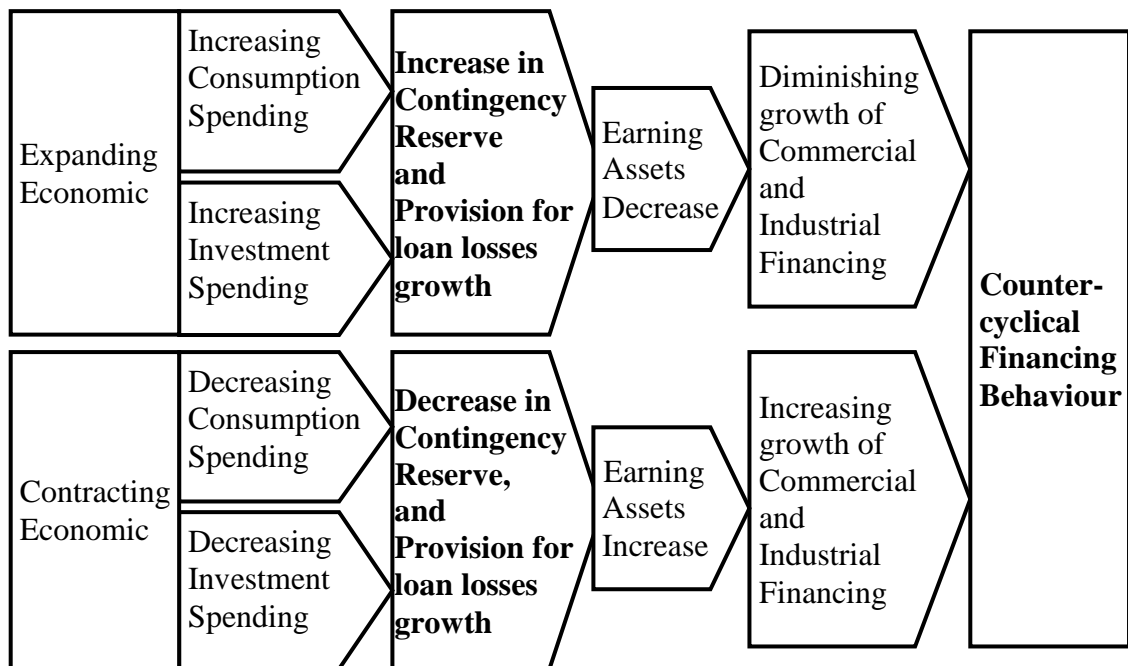 Expanding
Economic
Increasing
Consumption
Spending
Increasing
Investment
Spending
Increase in
Contingency
Reserve
and
Provision for
loan losses
growth
Earning
Assets
Decrease
Diminishing
growth of
Commercial
and
Industrial
Financing
Contracting
Economic
Decreasing
Consumption
Spending
Decreasing
Investment
Spending
Decrease in
Contingency
Reserve,
and
Provision for
loan losses
growth
Earning
Assets
Increase
Increasing
growth of
Commercial
and
Industrial
Financing
Counter-
cyclical
Financing
Behaviour